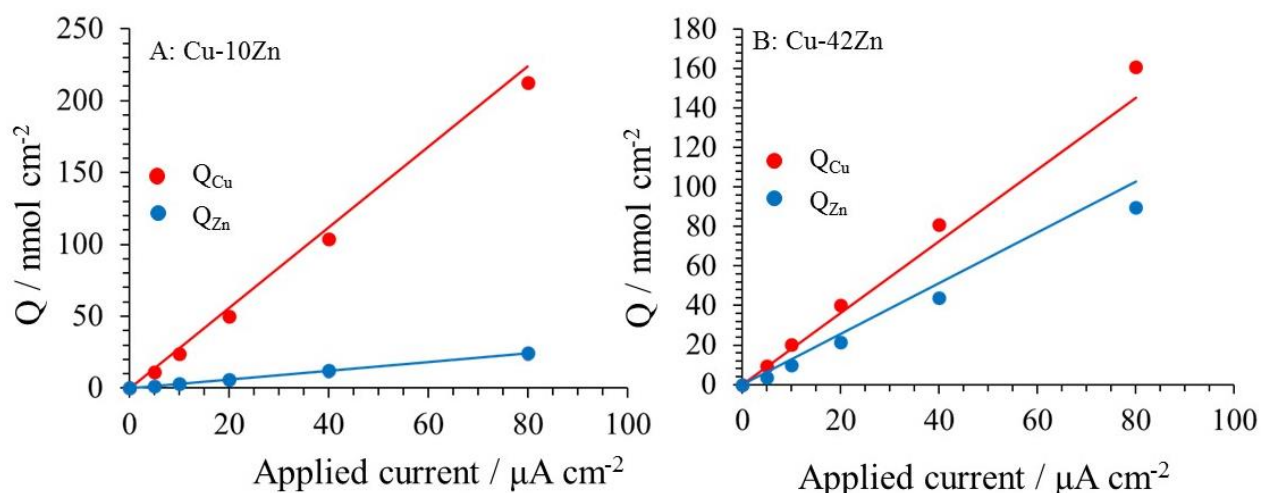 A: Cu-10Zn
Q / nmol cm-2
250
200
150
100
50
0
QCu
QZn
0 20 40 60 80 100
Applied current / μA cm-2
B: Cu-42Zn
Q / nmol cm-2
180
160
140
120
100
80
60
40
20
0
QCu
QZn
0 20 40 60 80 100
Applied current / μA cm-2